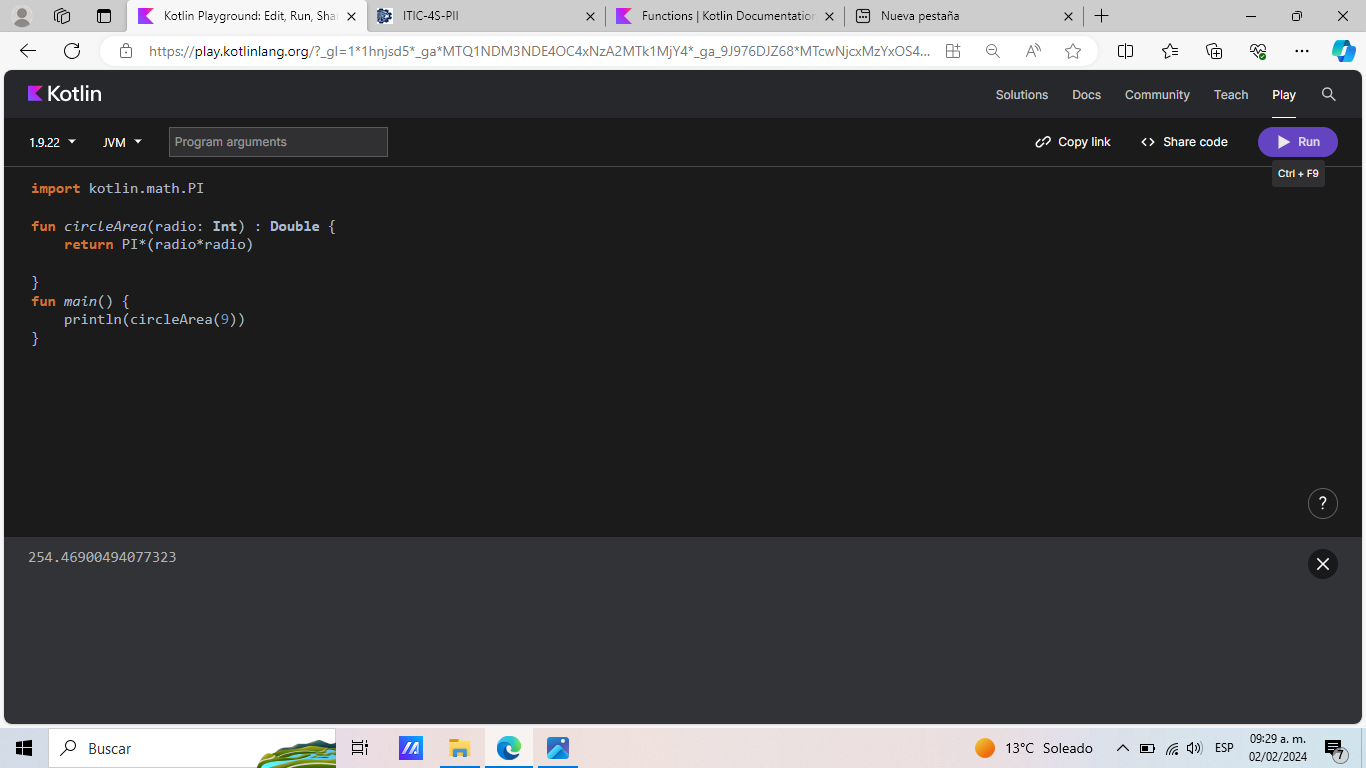 Kotlin Playground: Edit, Run, Shar
ITIC-4S-PII
Functions | Kotlin Documentation
Nueva pestaña
https://play.kotlinlang.org/?_gl=1*1hnjsd5*_ga*MTQ1NDM3NDE4OC4xNzA2MTk1MjY4*_ga_9J976DJZ68*MTcwNjcxMzYxOS4...
Kotlin
Solutions Docs Community Teach Play
1.9.22 JVM Program arguments Copy link Share code Run
Ctrl + F9
import kotlin.math.PI
fun circleArea(radio: Int) : Double {
    return PI*(radio*radio)
}
fun main() {
    println(circleArea(9))
}
?
254.46900494077323
Buscar
13°C Soleado
ESP
09:29 a. m.
02/02/2024
7